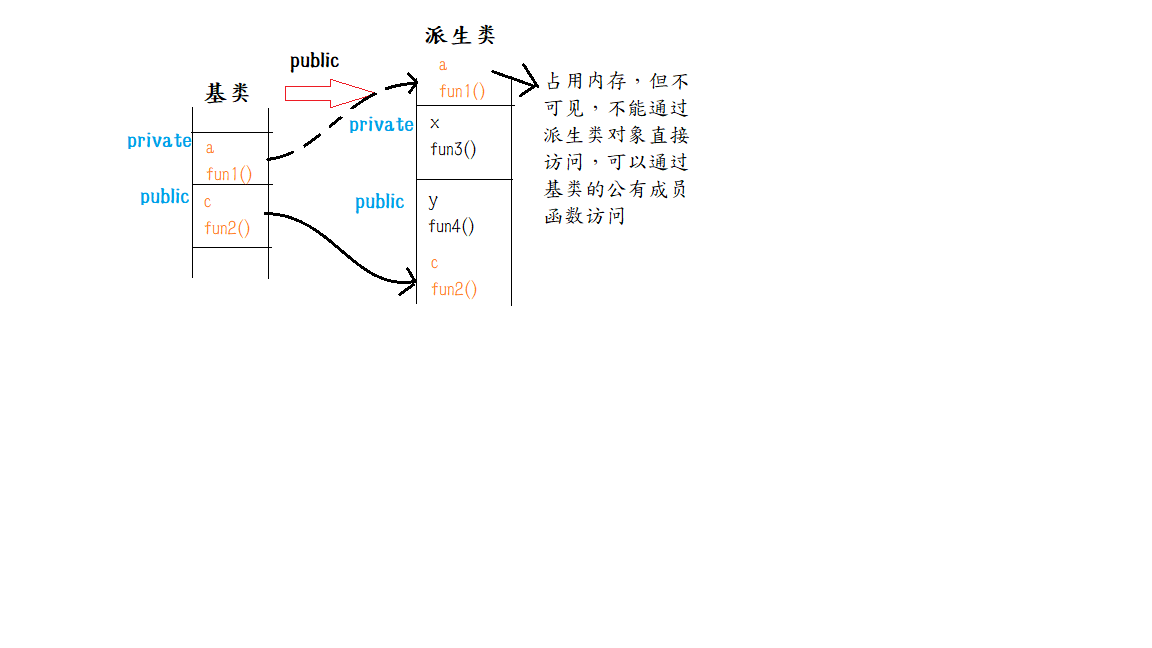 派生类
public
a
fun1()
占用内存，但不
可见，不能通过
派生类对象直接
访问，可以通过
基类的公有成员
函数访问
基类
private
a
fun1()
public
c
fun2()
private
x
fun3()
public
y
fun4()
c
fun2()